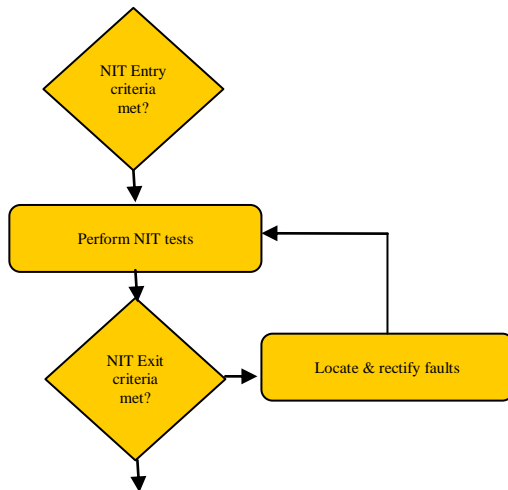 NIT Entry
criteria
met?
Perform NIT tests
NIT Exit
criteria
met?
Locate & rectify faults